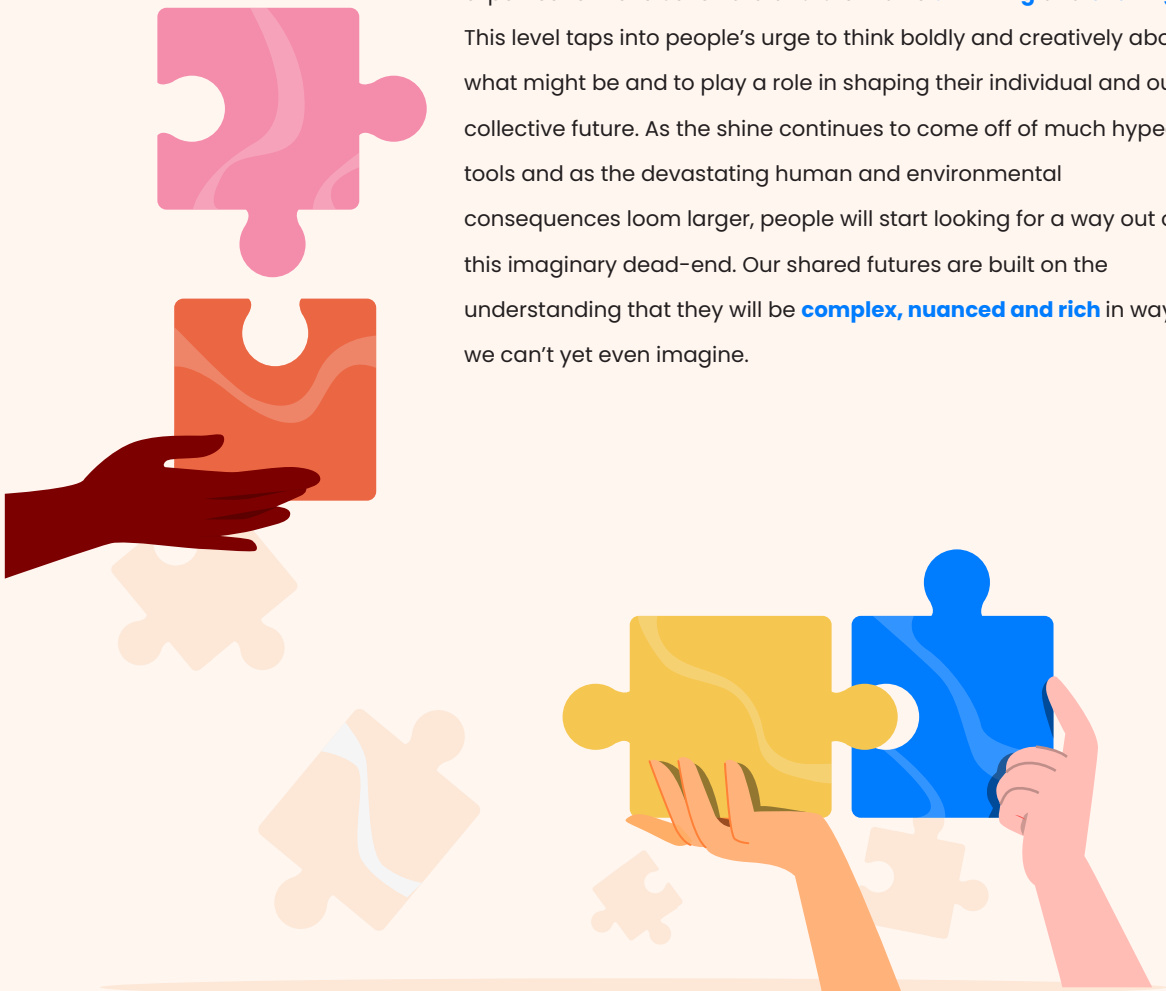 This level taps into people's urge to think boldly and creatively
what might be and to play a role in shaping their individual and
collective future. As the shine continues to come off of much
tools and as the devastating human and environmental
consequences loom larger, people will start looking for a way out
this imaginary dead-end. Our shared futures are built on the
understanding that they will be complex, nuanced and rich in
we can't yet even imagine.